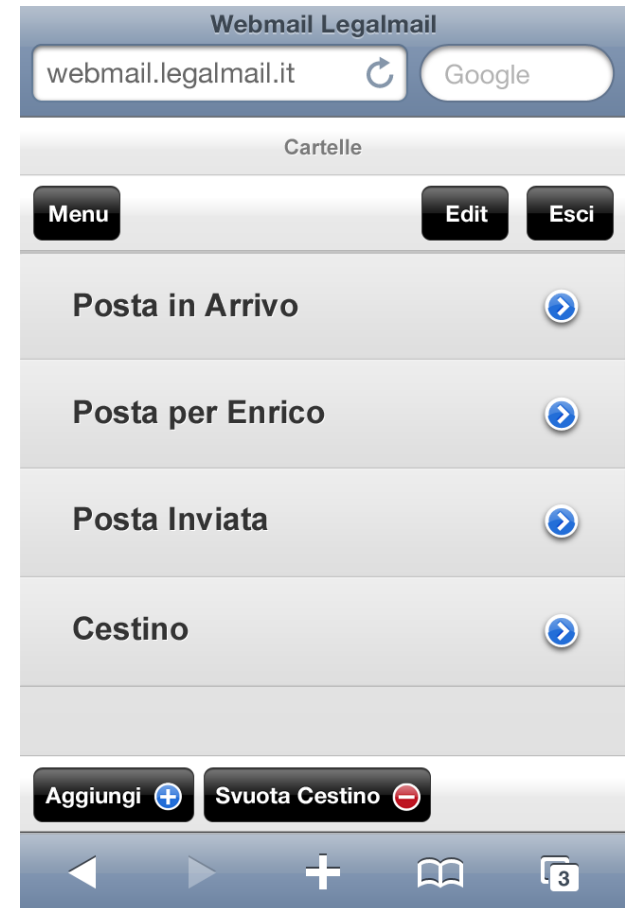 Webmail Legalmail
webmail.legalmail.it Google
Cartelle
Menu Edit Esci
Posta in Arrivo
Posta per Enrico
Posta Inviata
Cestino
Aggiungi Svuota Cestino
3